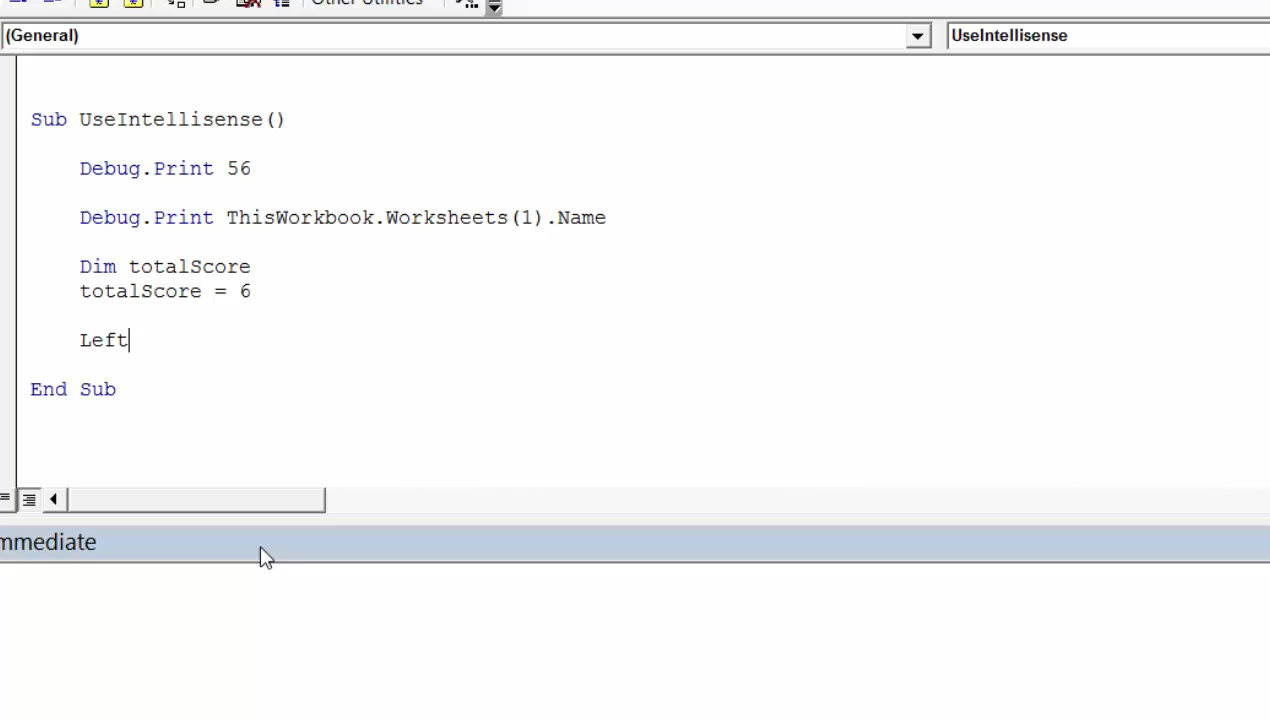 Other Utilities
(General)
UseIntellisense
Sub UseIntellisense()
Debug.Print 56
Debug.Print ThisWorkbook.Worksheets(1).Name
Dim totalScore
totalScore = 6
Left
End Sub
mmediate